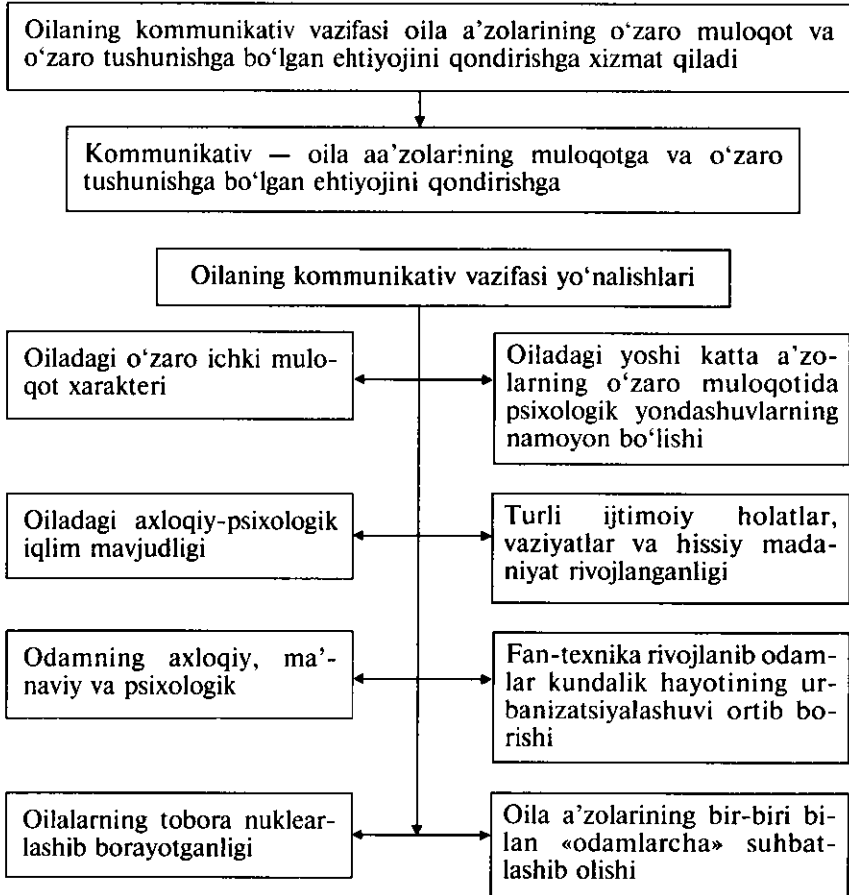 Oilaning kommunikativ vazifasi oila a’zolarining o‘zaro muloqot va
o‘zaro tushunishga bo‘lgan ehtiyojini qondirishga xizmat qiladi
Kommunikativ — oila aa’zolarining muloqotga va o‘zaro
tushunishga bo‘lgan ehtiyojini qondirishga
Oilaning kommunikativ vazifasi yo‘nalishlari
Oiladagi o‘zaro ichki mulo-
qot xarakteri
Oiladagi yoshi katta a’zo-
larning o‘zaro muloqotida
psixologik yondashuvlarning
namoyon bo‘lishi
Oiladagi axloqiy-psixologik
iqlim mavjudligi
Turli ijtimoiy holatlar,
vaziyatlar va hissiy mada-
niyat rivojlanganligi
Odamning axloqiy, ma’-
naviy va psixologik
Fan-texnika rivojlanib odam-
lar kundalik hayotining ur-
banizatsiyalashuvi ortib bo-
rishi
Oilalarning tobora nuklear-
lashib borayotganligi
Oila a’zolarining bir-biri bi-
lan «odamlarcha» suhbat-
lashib olishi